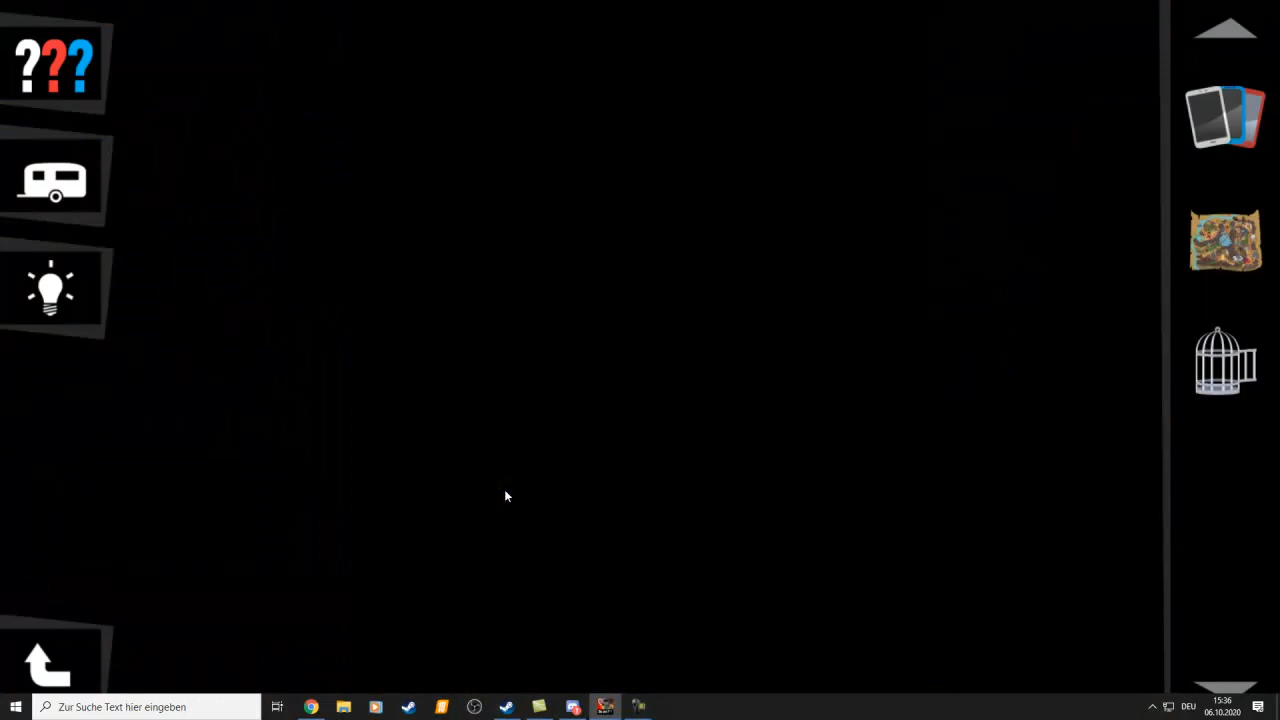 ???
Zur Suche Text hier eingeben
DEU
15:36
06.10.2020